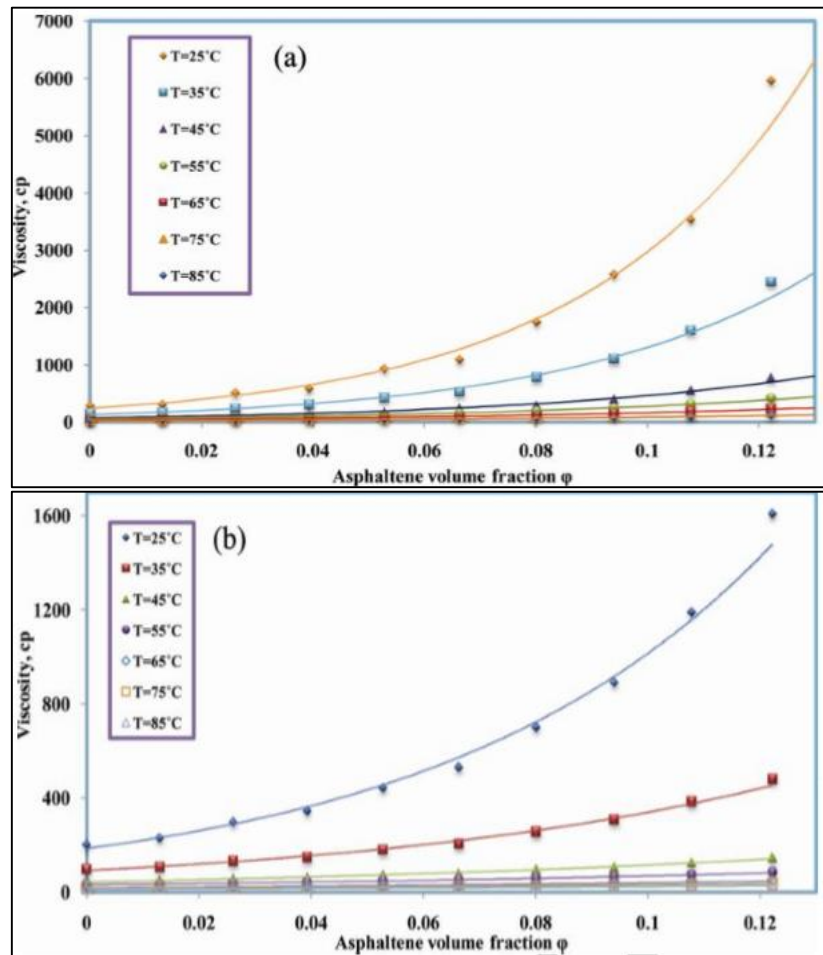 (a)
7000
6000
5000
4000
3000
2000
1000
0
Viscosity, cp
T=25˚C
T=35˚C
T=45˚C
T=55˚C
T=65˚C
T=75˚C
T=85˚C
0 0.02 0.04 0.06 0.08 0.1 0.12
Asphaltene volume fraction φ
(b)
1600
1200
800
400
0
Viscosity, cp
T=25˚C
T=35˚C
T=45˚C
T=55˚C
T=65˚C
T=75˚C
T=85˚C
0 0.02 0.04 0.06 0.08 0.1 0.12
Asphaltene volume fraction φ